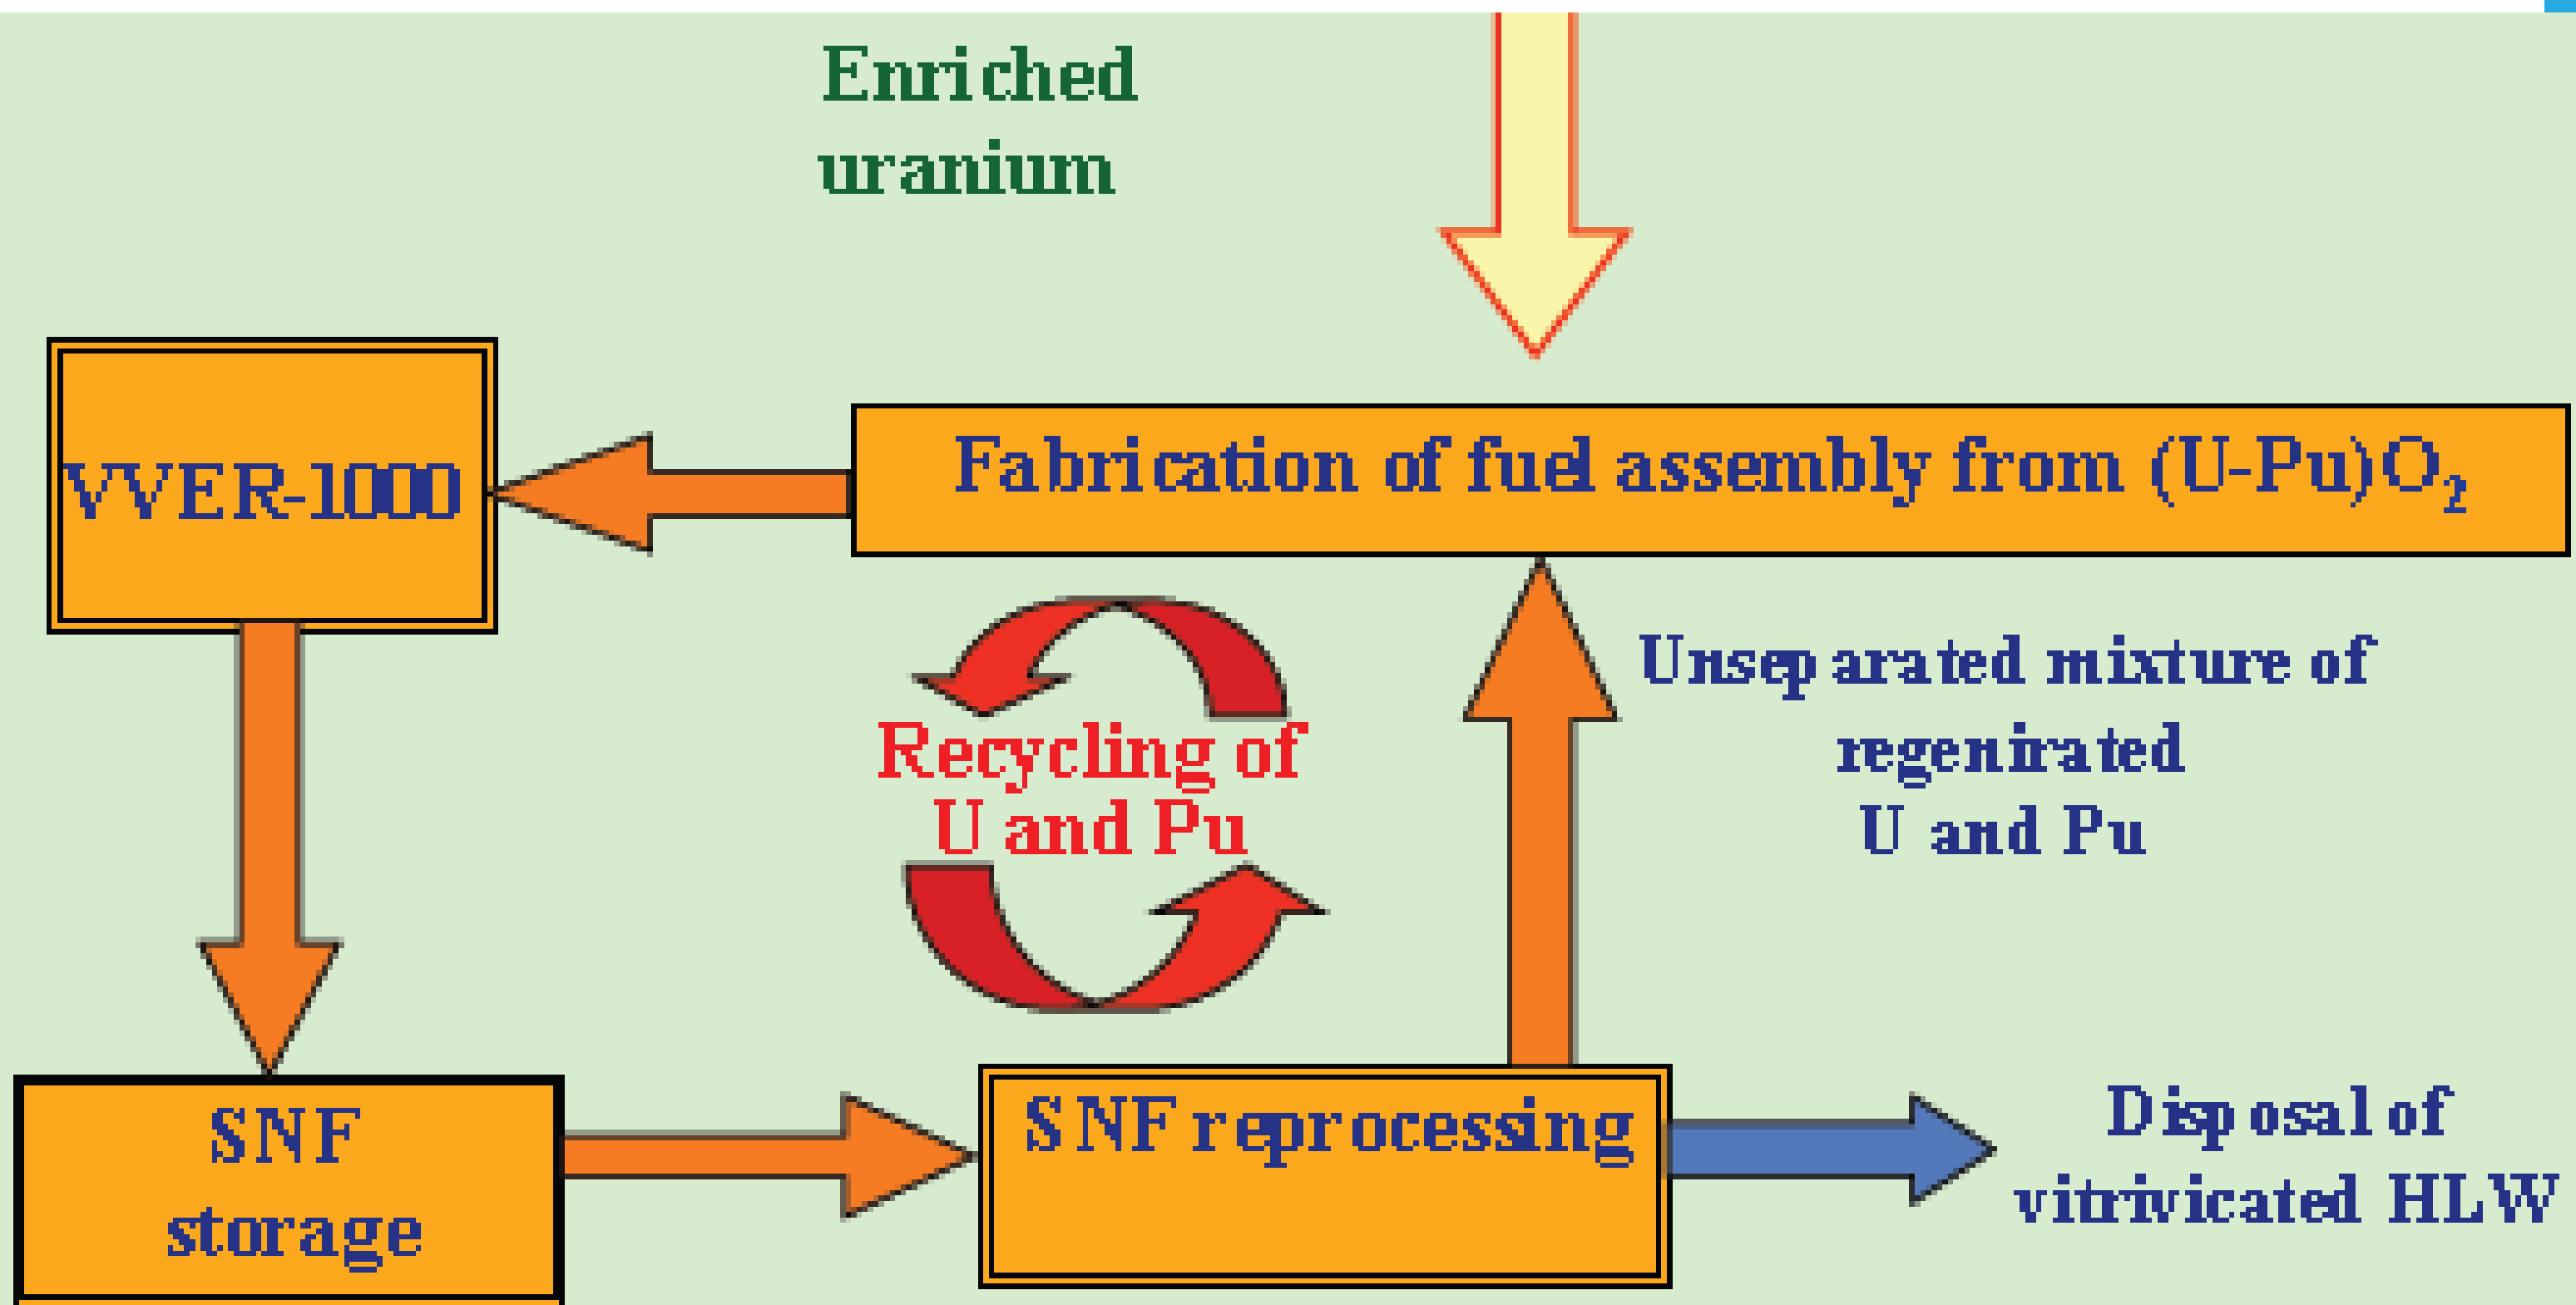 Enriched
uranium
VVER-1000
Fabrication of fuel assembly from (U-Pu)O₂
Recycling of
U and Pu
Unseparated mixture of
regenirated
U and Pu
SNF
storage
SNF reprocessing
Disposal of
vitrivicated HLW